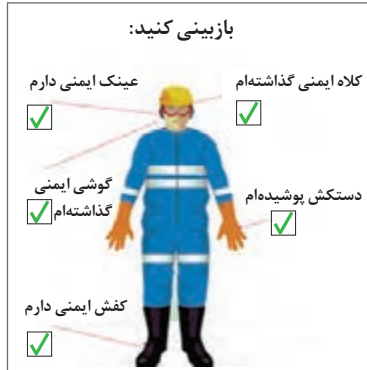 بازبینی کنید:
کلاه ایمنی گذاشته‌ام
عینک ایمنی دارم
دستکش پوشیده‌ام
گوشی ایمنی
گذاشته‌ام
کفش ایمنی دارم